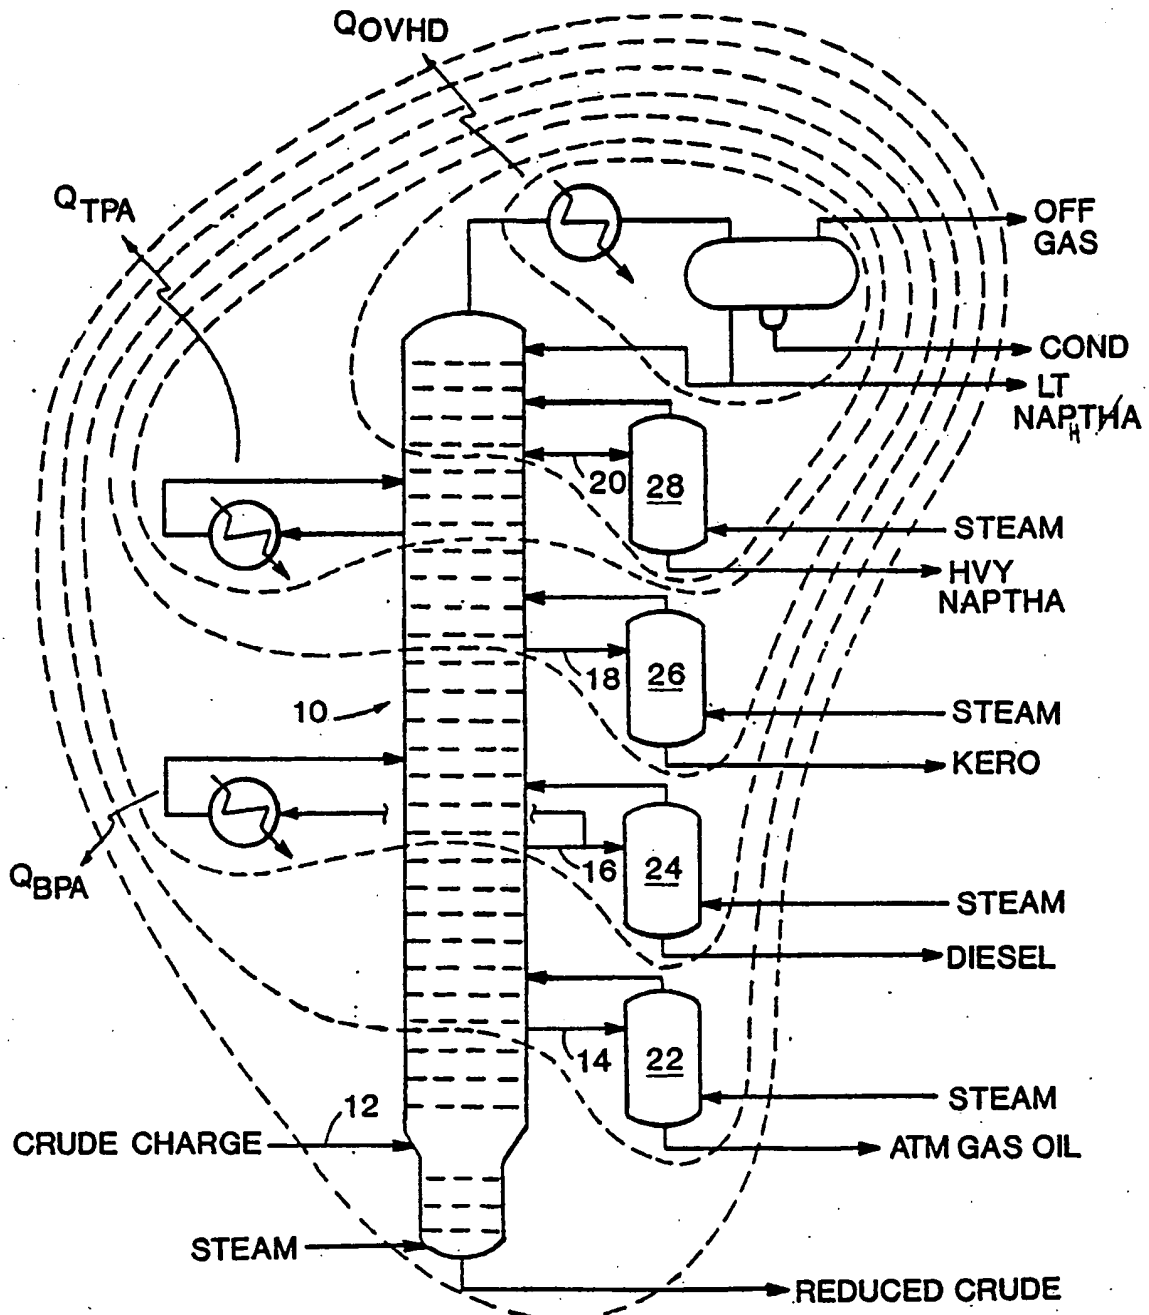 QOVHD
QTPA
OFF
GAS
COND
LT
NAPTHA
H
20
28
STEAM
HVY
NAPTHA
18
26
10
STEAM
KERO
16
24
QBPA
STEAM
DIESEL
14
22
STEAM
12
CRUDE CHARGE
ATM GAS OIL
STEAM
REDUCED CRUDE